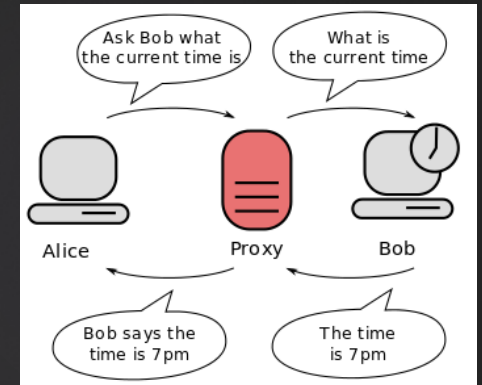 Ask Bob what
the current time is
What is
the current time
Alice
Proxy
Bob
Bob says the
time is 7pm
The time
is 7pm